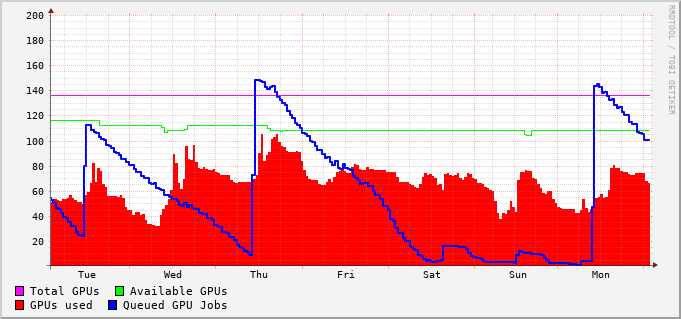 200
180
160
140
120
100
80
60
40
20
Tue Wed Thu Fri Sat Sun Mon
Total GPUs Available GPUs
GPUs used Queued GPU Jobs
RRDTOOL / TOBI OETIKER